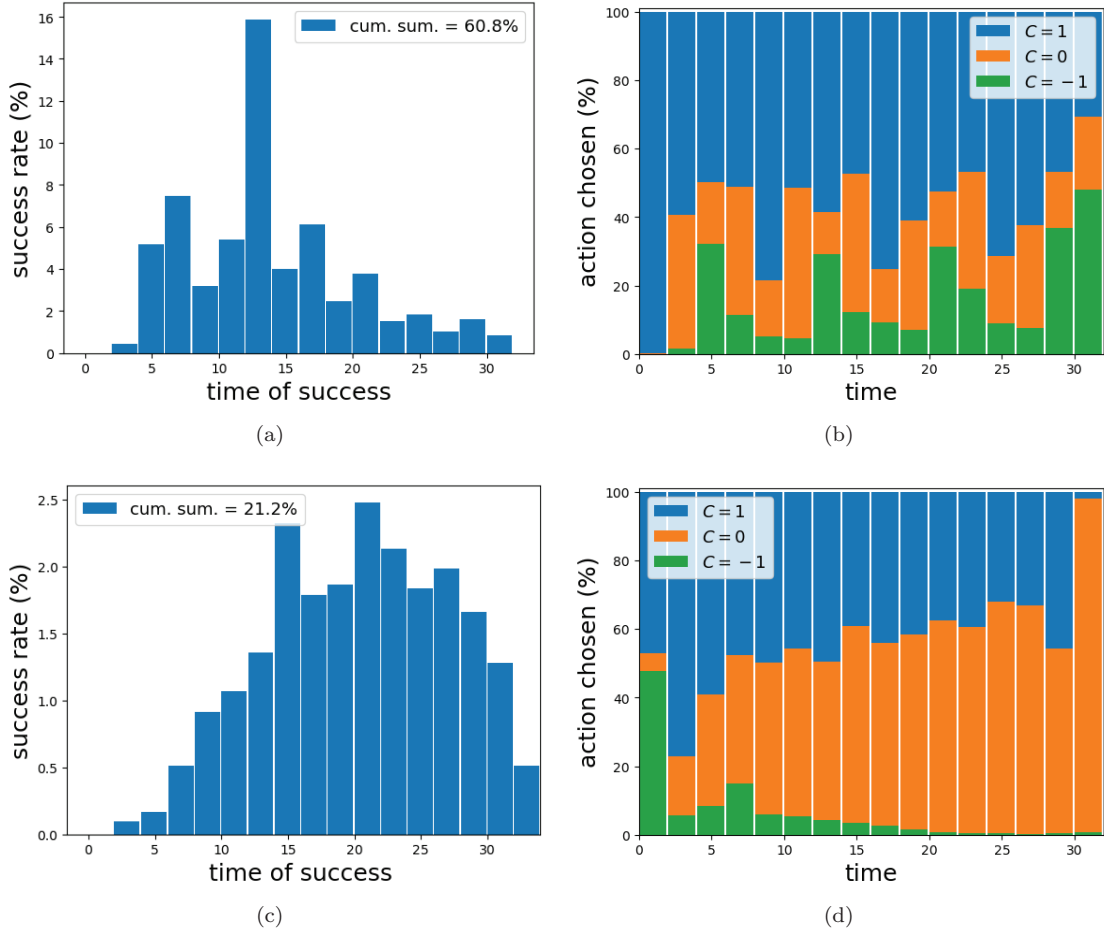 cum. sum. = 60.8%
16
14
12
10
8
6
4
2
0
success rate (%)
0 5 10 15 20 25 30
time of success
(a)
C = 1
C = 0
C = −1
100
80
60
40
20
0
action chosen (%)
0 5 10 15 20 25 30
time
(b)
cum. sum. = 21.2%
2.5
2.0
1.5
1.0
0.5
0.0
success rate (%)
0 5 10 15 20 25 30
time of success
(c)
C = 1
C = 0
C = −1
100
80
60
40
20
0
action chosen (%)
0 5 10 15 20 25 30
time
(d)